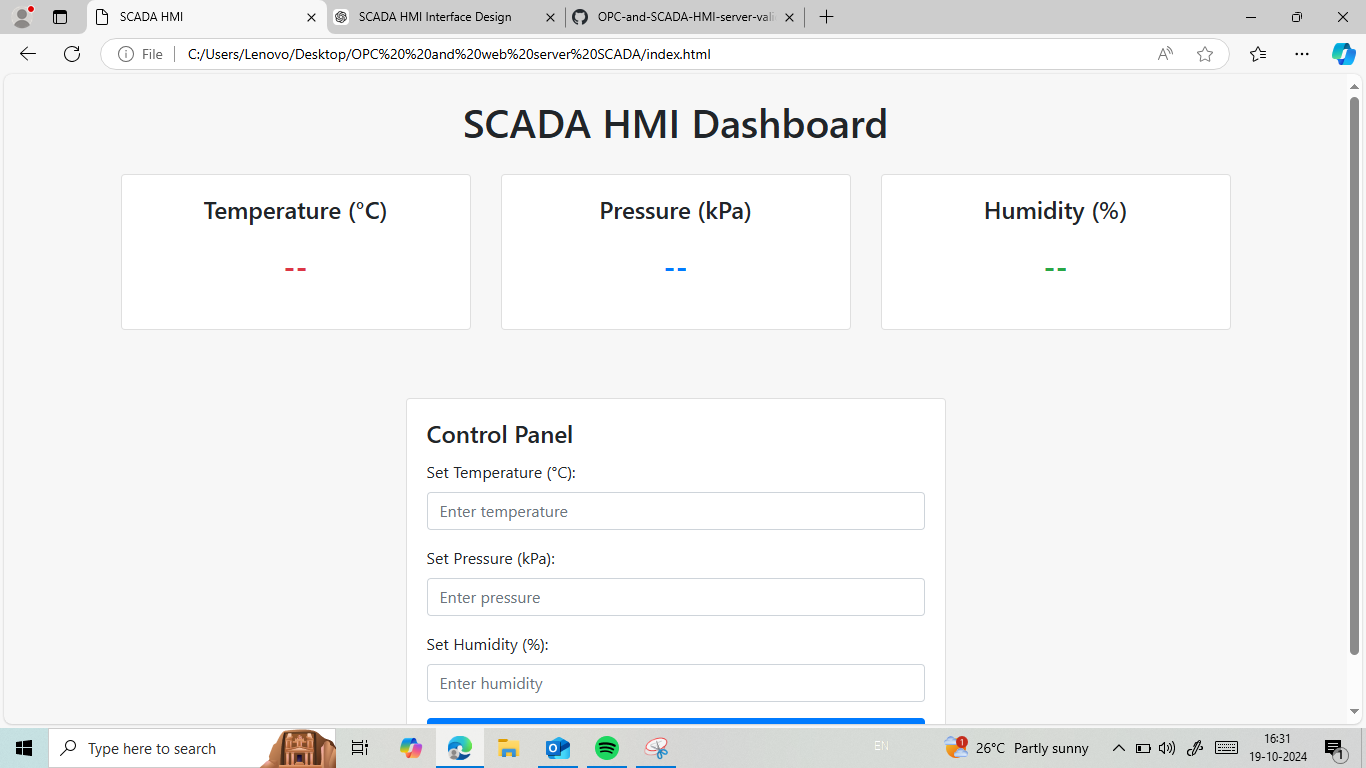 SCADA HMI
SCADA HMI Interface Design
OPC-and-SCADA-HMI-server-vali
File
C:/Users/Lenovo/Desktop/OPC%20%20and%20web%20server%20SCADA/index.html
SCADA HMI Dashboard
Temperature (°C)
--
Pressure (kPa)
--
Humidity (%)
--
Control Panel
Set Temperature (°C):
Enter temperature
Set Pressure (kPa):
Enter pressure
Set Humidity (%):
Enter humidity
Type here to search
EN
1
26°C Partly sunny
16:31
19-10-2024
1